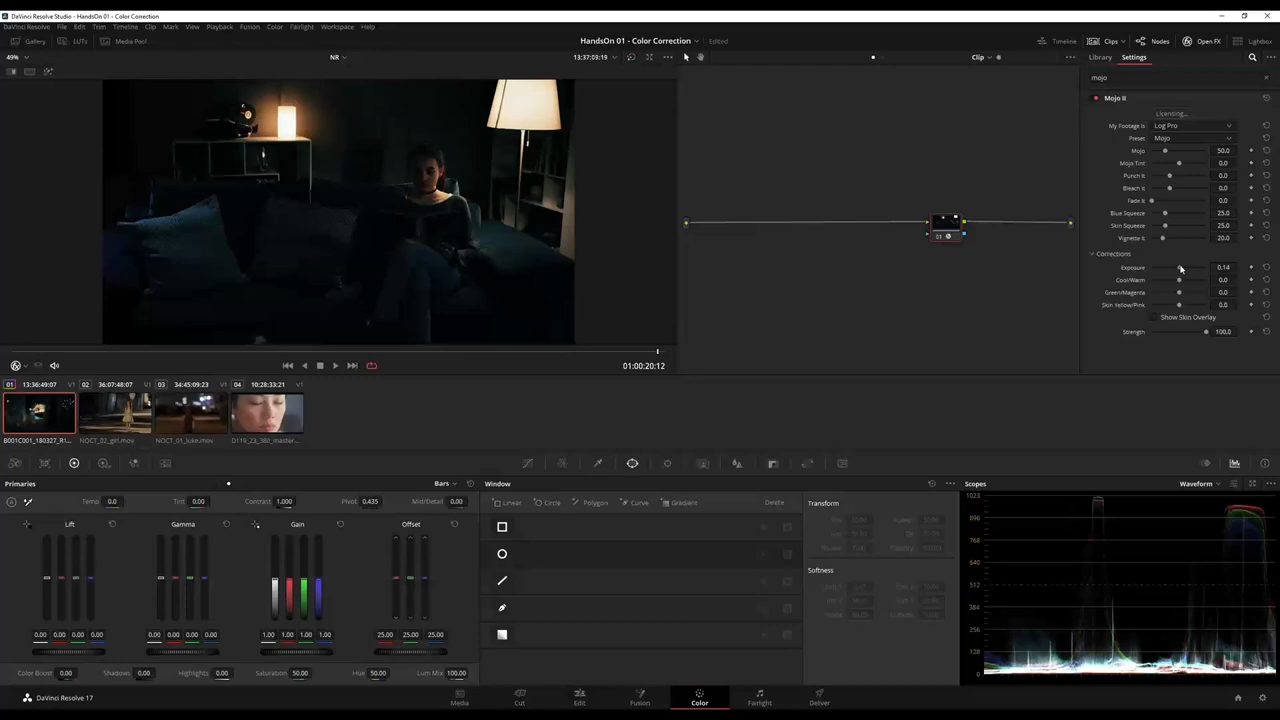 DaVinci Resolve Studio - HandsOn 01 - Color Correction
DaVinci Resolve File Edit Trim Timeline Clip Mark View Playback Fusion Color Fairlight Workspace Help
Gallery LUTs Media Pool HandsOn 01 - Color Correction Edited Timeline Clips Nodes Open FX Lightbox
49% NR 13:37:09:19 Clip Library Settings
mojo
Mojo II
Licensing...
My Footage Is Log Pro
Preset Mojo
Mojo 50.0
Mojo Tint 0.0
Punch It 0.0
Bleach It 0.0
Fade It 0.0
Blue Squeeze 25.0
Skin Squeeze 25.0
Vignette It 20.0
Corrections
Exposure 0.14
Cool/Warm 0.0
Green/Magenta 0.0
Skin Yellow/Pink 0.0
Show Skin Overlay
Strength 100.0
01
01:00:20:12
01 13:36:49:07 V1 02 36:07:48:07 V1 03 34:45:09:23 V1 04 10:28:33:21 V1
B001C001_180327_R1... NOCT_02_girl.mov NOCT_01_luke.mov D119_23_380_master...
Primaries Bars Window Scopes Waveform
Temp 0.0 Tint 0.00 Contrast 1.000 Pivot 0.435 Mid/Detail 0.00
Linear Circle Polygon Curve Gradient Delete
Transform
Softness
Lift Gamma Gain Offset
0.00 0.00 0.00 0.00 0.00 0.00 0.00 0.00 1.00 1.00 1.00 1.00 25.00 25.00 25.00
Color Boost 0.00 Shadows 0.00 Highlights 0.00 Saturation 50.00 Hue 50.00 Lum Mix 100.00
1023
896
768
640
512
384
256
128
0
DaVinci Resolve 17 Media Cut Edit Fusion Color Fairlight Deliver